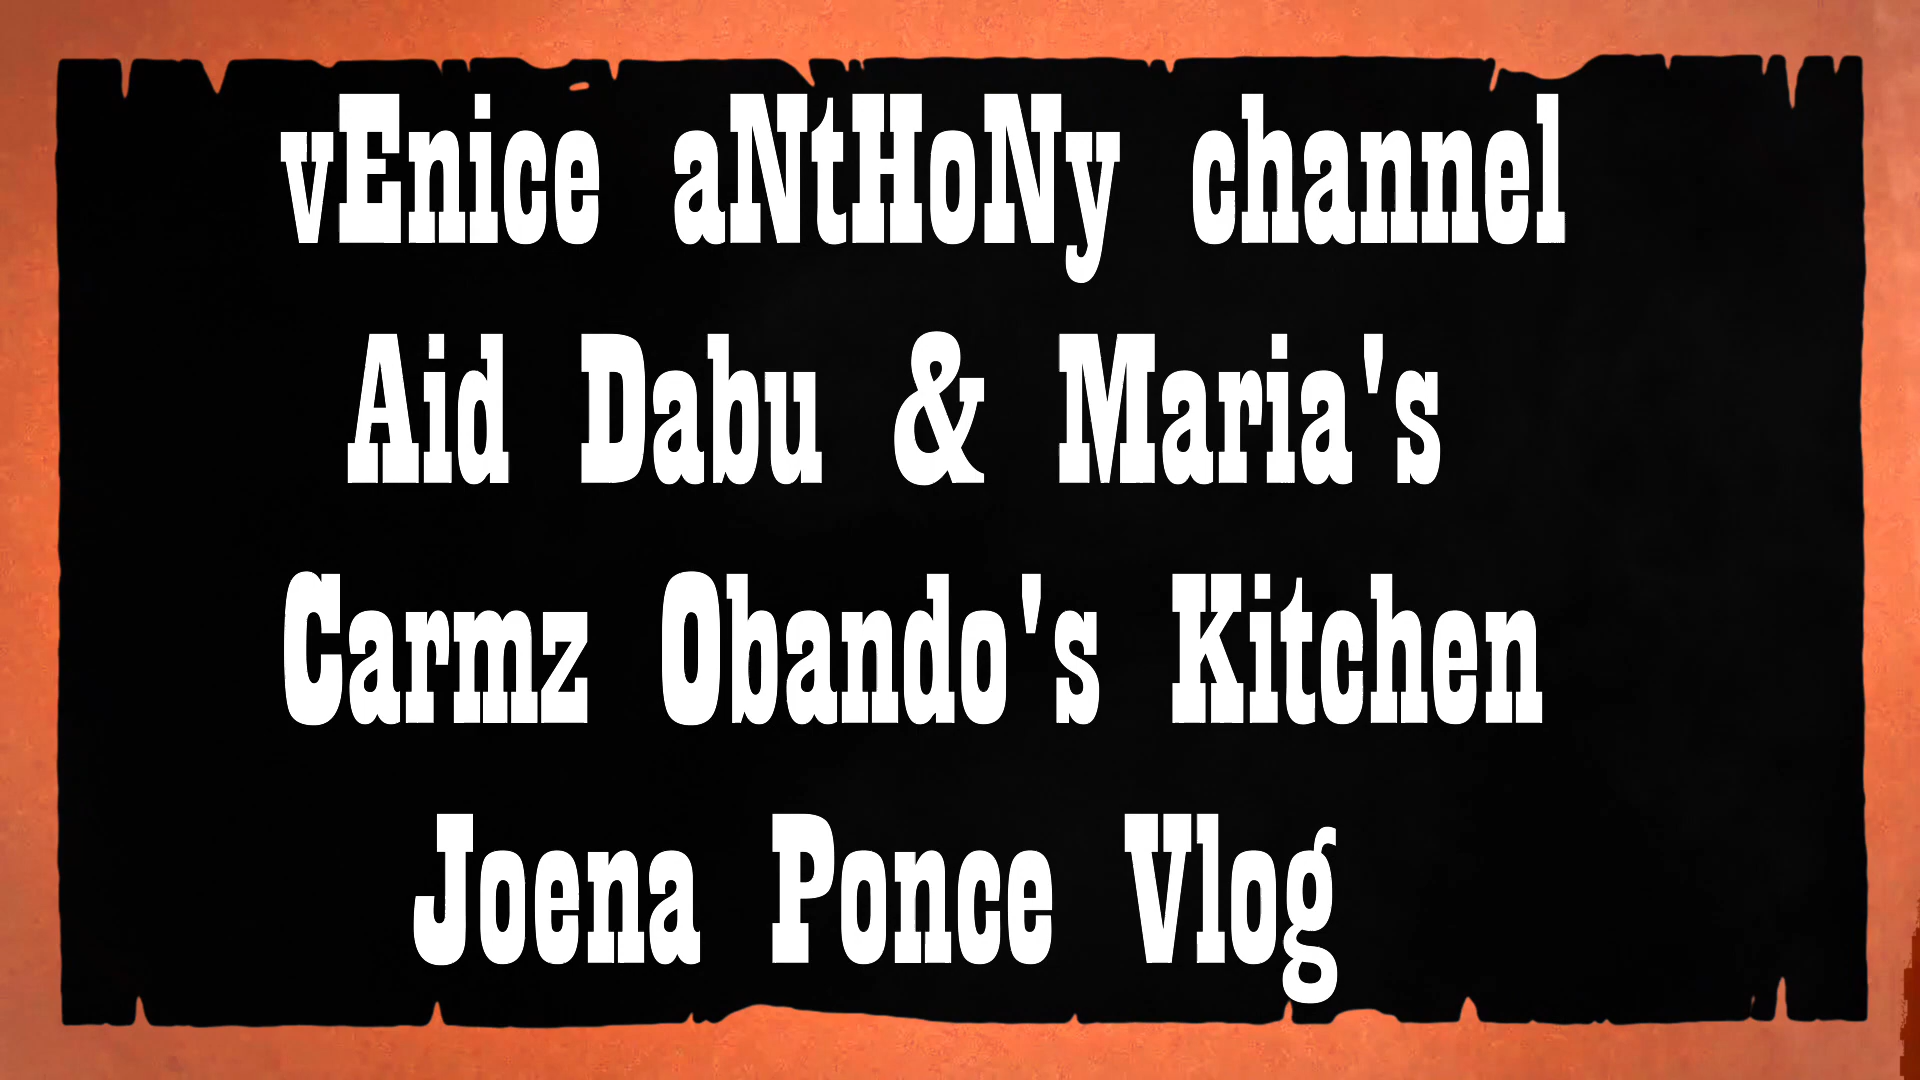 vEnice aNtHoNy channel
Aid Dabu & Maria's
Carmz Obando's Kitchen
Joena Ponce Vlog